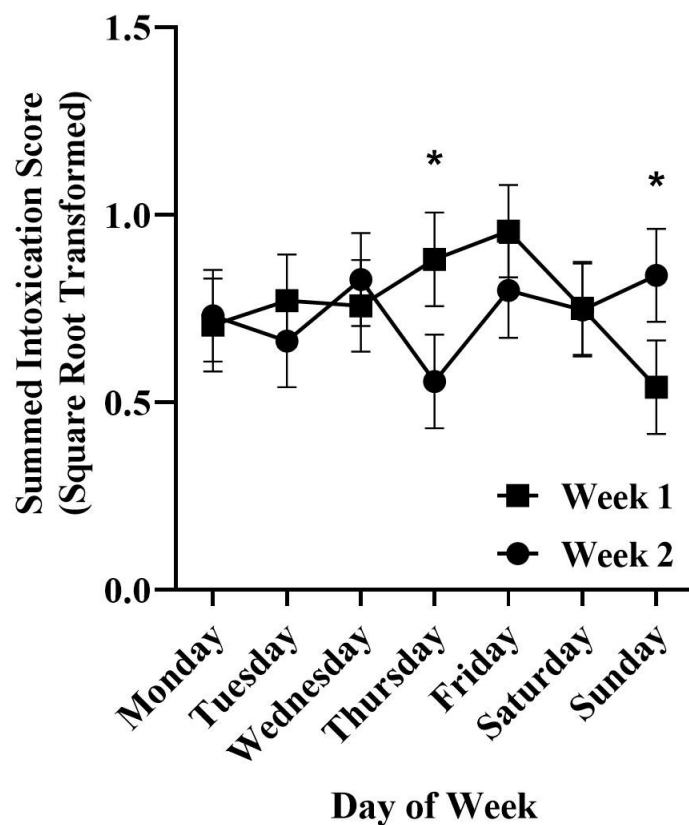 Summed Intoxication Score
(Square Root Transformed)
1.5
1.0
0.5
0.0
*
*
Week 1
Week 2
Monday
Tuesday
Wednesday
Thursday
Friday
Saturday
Sunday
Day of Week